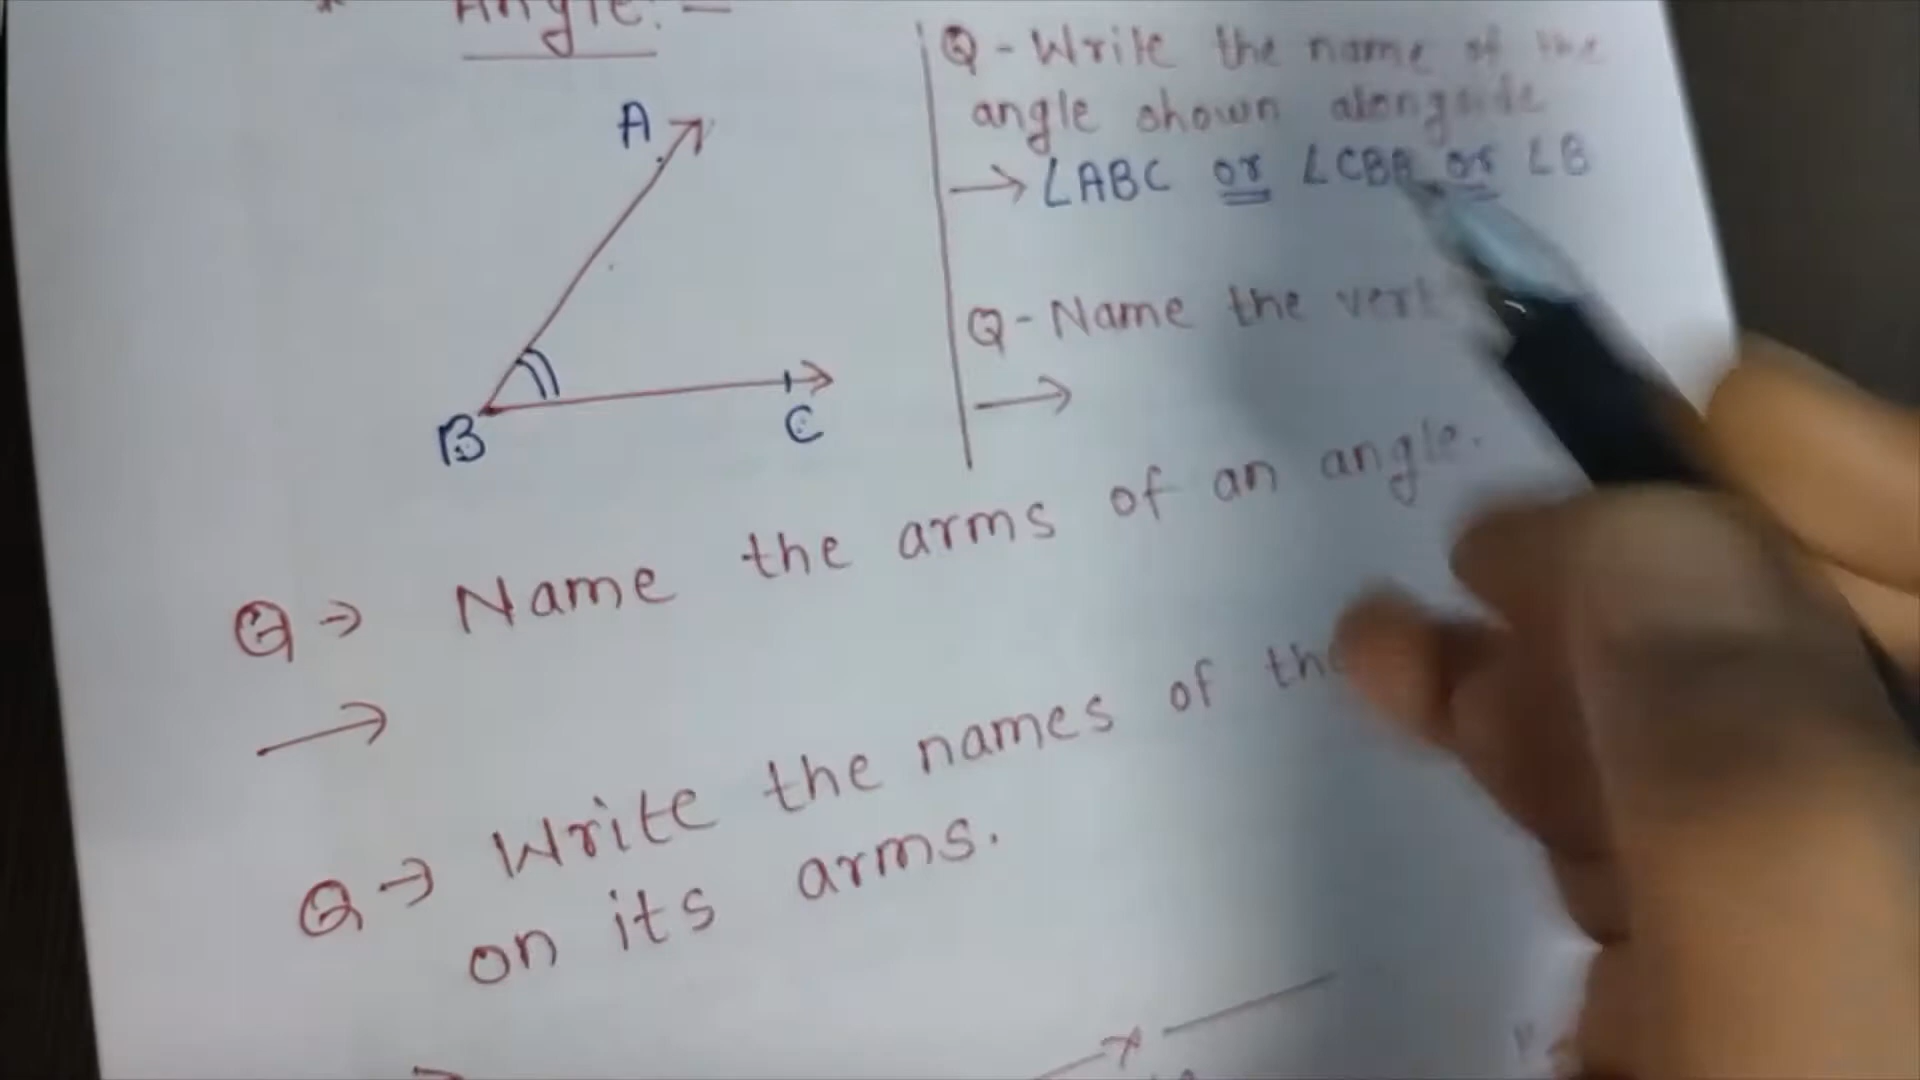 Angle:-
A
B
C
Q- Write the name of the
angle shown alongside
→ ∠ABC or ∠CBA or ∠B
Q- Name the
→
Q→ Name the arms of an angle.
→
Q→ Write the names of the
on its arms.